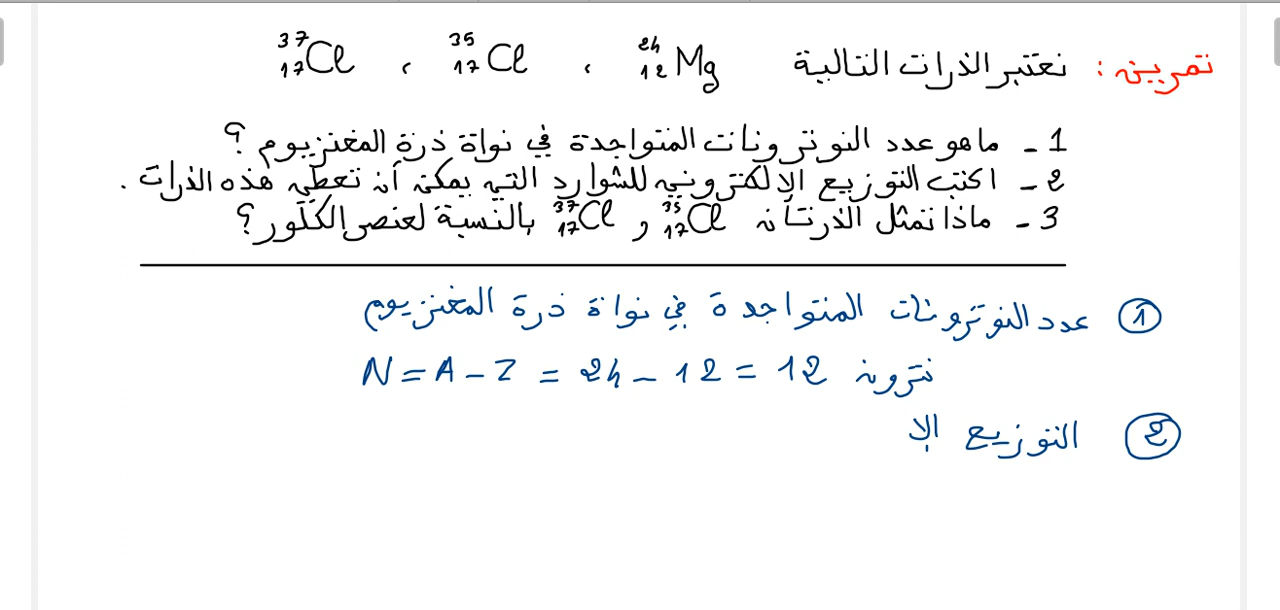 تمرين : نعتبر الذرات التالية ²⁴₁₂Mg ، ³⁵₁₇Cl ، ³⁷₁₇Cl
1 - ماهو عدد النوترونات المتواجدة في نواة ذرة المغنزيوم ؟
2 - اكتب التوزيع الإلكتروني للشوارد التي يمكن أن تعطي هذه الذرات .
3 - ماذا تمثل الذرتان ³⁵₁₇Cl و ³⁷₁₇Cl بالنسبة لعنصر الكلور ؟
① عدد النوترونات المتواجدة في نواة ذرة المغنزيوم
N = A - Z = 24 - 12 = 12 نترون
② التوزيع الإ